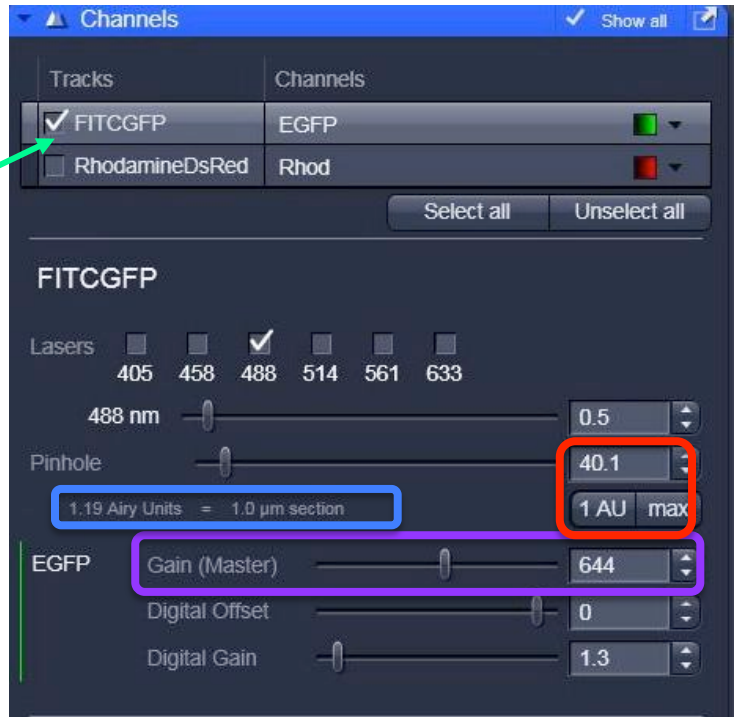 Channels Show all
Tracks Channels
FITCGFP EGFP
RhodamineDsRed Rhod
Select all Unselect all
FITCGFP
Lasers
405 458 488 514 561 633
488 nm 0.5
Pinhole 40.1
1.19 Airy Units = 1.0 µm section 1 AU max
EGFP Gain (Master) 644
Digital Offset 0
Digital Gain 1.3